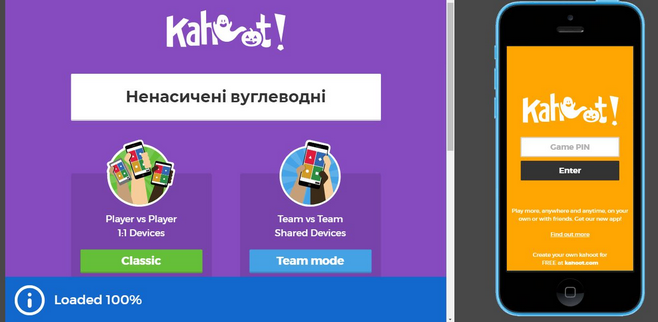 Kahoot!
Ненасичені вуглеводні
Player vs Player
1:1 Devices
Classic
Team vs Team
Shared Devices
Team mode
Loaded 100%
Kahoot!
Game PIN
Enter
Play more, anywhere and anytime, on your
own or with friends. Get our new app!
Find out more
Create your own kahoot for
FREE at kahoot.com